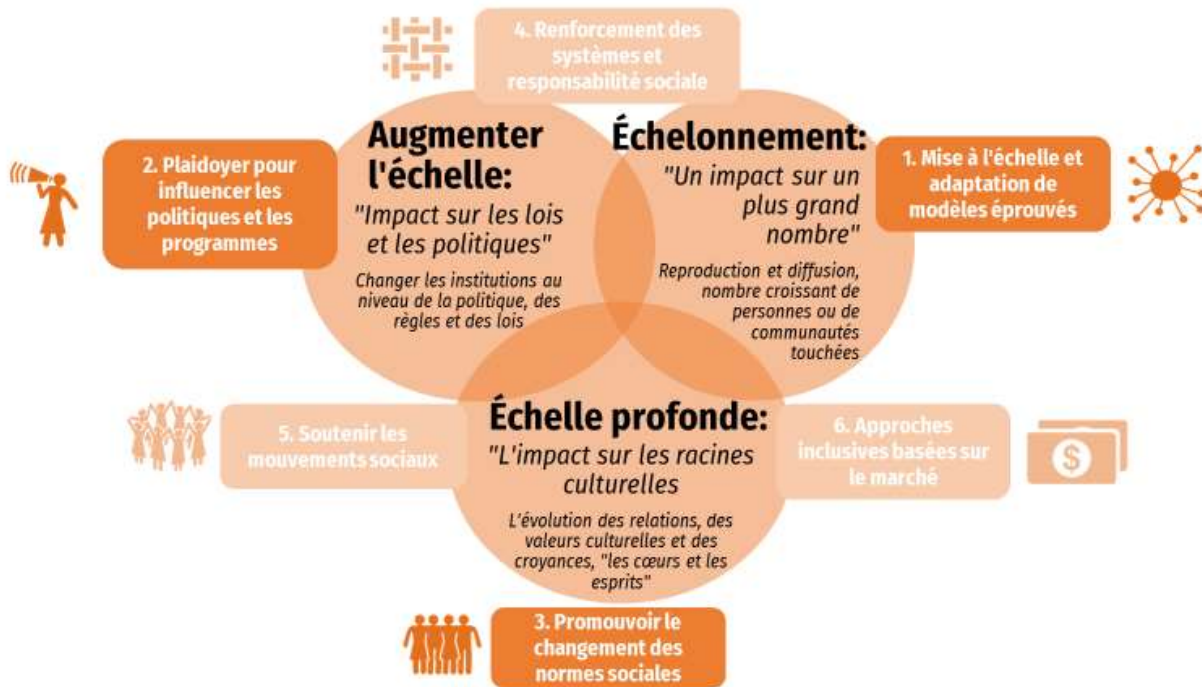 4. Renforcement des
systèmes et
responsabilité sociale
Augmenter
l'échelle:
"Impact sur les lois
et les politiques"
Changer les institutions au
niveau de la politique, des
règles et des lois
Échelonnement:
"Un impact sur un
plus grand
nombre"
Reproduction et diffusion,
nombre croissant de
personnes ou de
communautés
touchées
2. Plaidoyer pour
influencer les
politiques et les
programmes
1. Mise à l'échelle et
adaptation de
modèles éprouvés
5. Soutenir les
mouvements sociaux
Échelle profonde:
"L'impact sur les racines
culturelles
L'évolution des relations, des
valeurs culturelles et des
croyances, "les cœurs et les
esprits"
6. Approches
inclusives basées sur
le marché
$
3. Promouvoir le
changement des
normes sociales